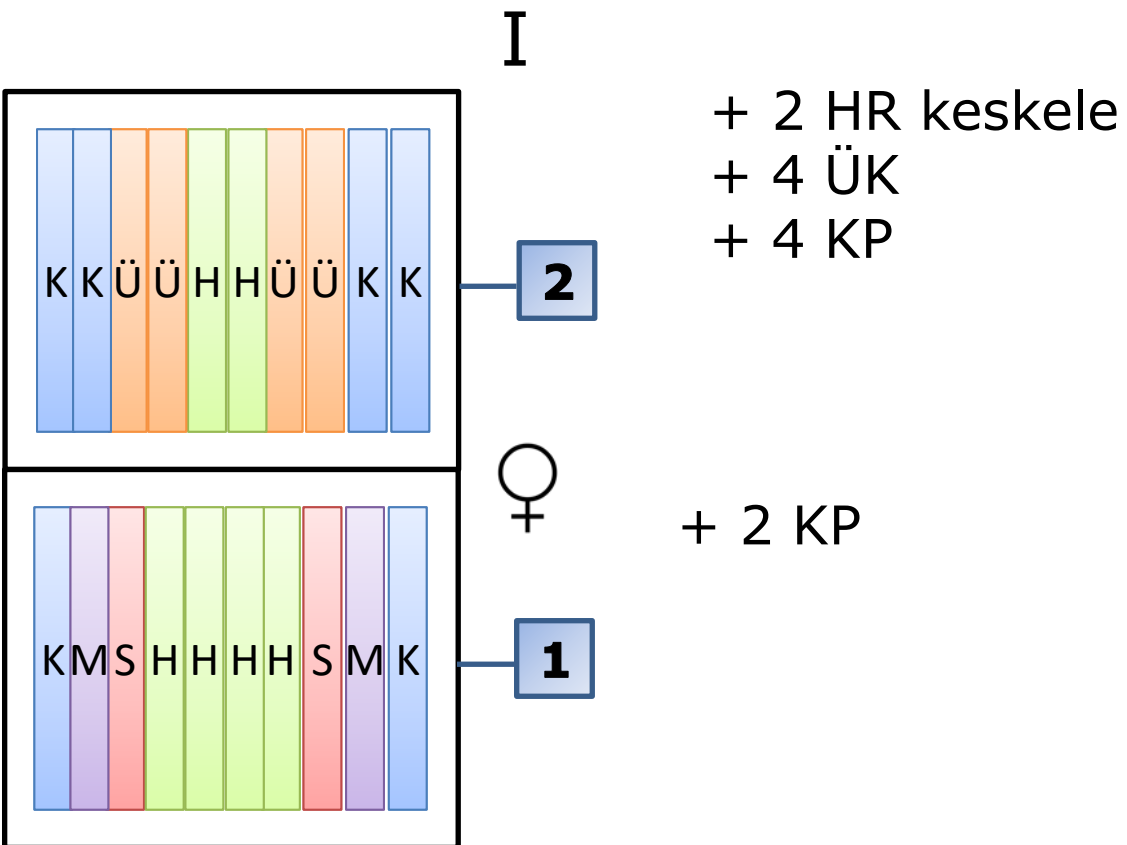 I
+ 2 HR keskele
+ 4 ÜK
+ 4 KP
K K Ü Ü H H Ü Ü K K
2
♀
+ 2 KP
K M S H H H H S M K
1